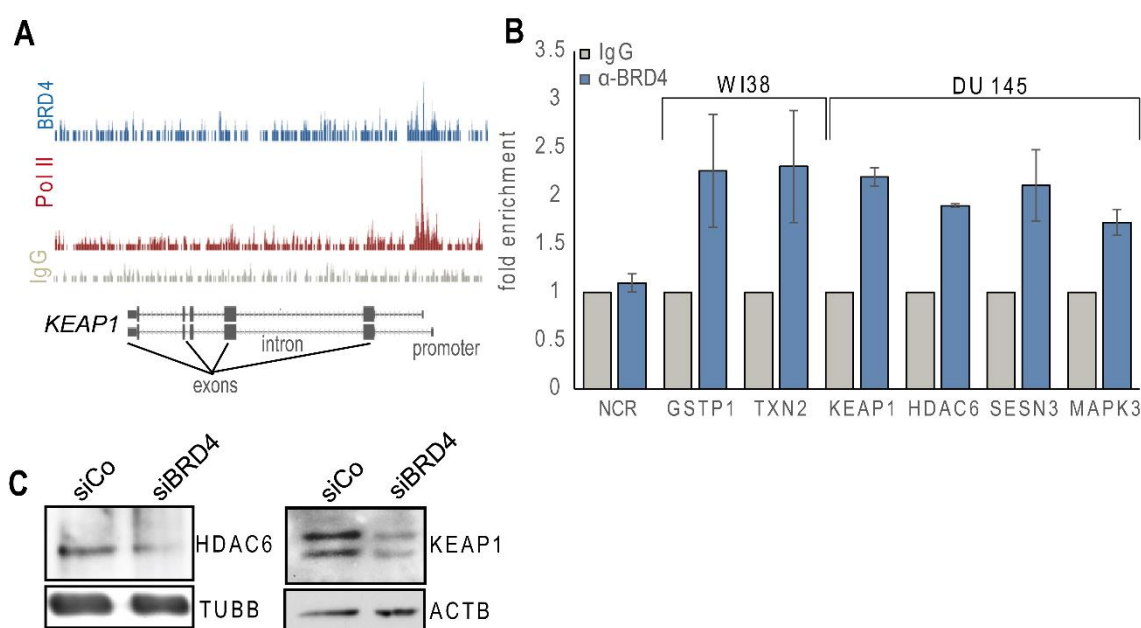 A
BRD4
Pol II
IgG
KEAP1
intron
promoter
exons
B
3.5
3
2.5
2
1.5
1
0.5
0
fold enrichment
IgG
α-BRD4
WI38
DU 145
NCR GSTP1 TXN2 KEAP1 HDAC6 SESN3 MAPK3
C
siCo siBRD4
HDAC6
TUBB
siCo siBRD4
KEAP1
ACTB